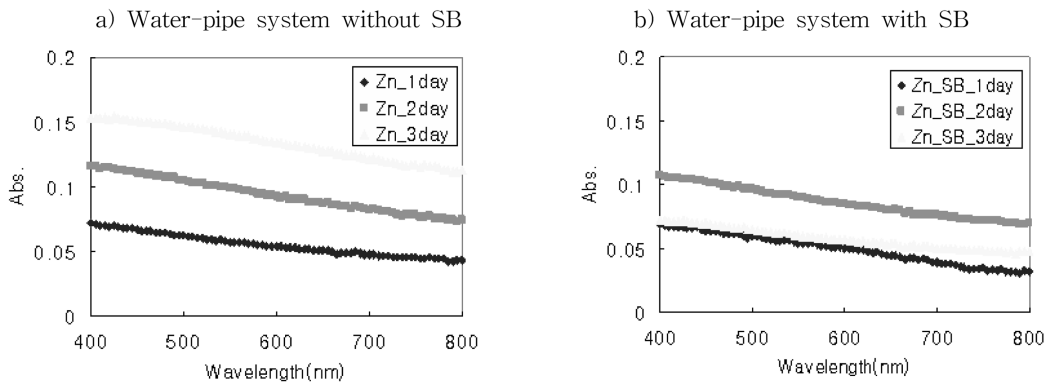 a) Water-pipe system without SB
b) Water-pipe system with SB
0.2
0.15
0.1
0.05
0
Abs.
400 500 600 700 800
Wavelength(nm)
Zn_1day
Zn_2day
Zn_3day
0.2
0.15
0.1
0.05
0
Abs.
400 500 600 700 800
Wavelength(nm)
Zn_SB_1day
Zn_SB_2day
Zn_SB_3day